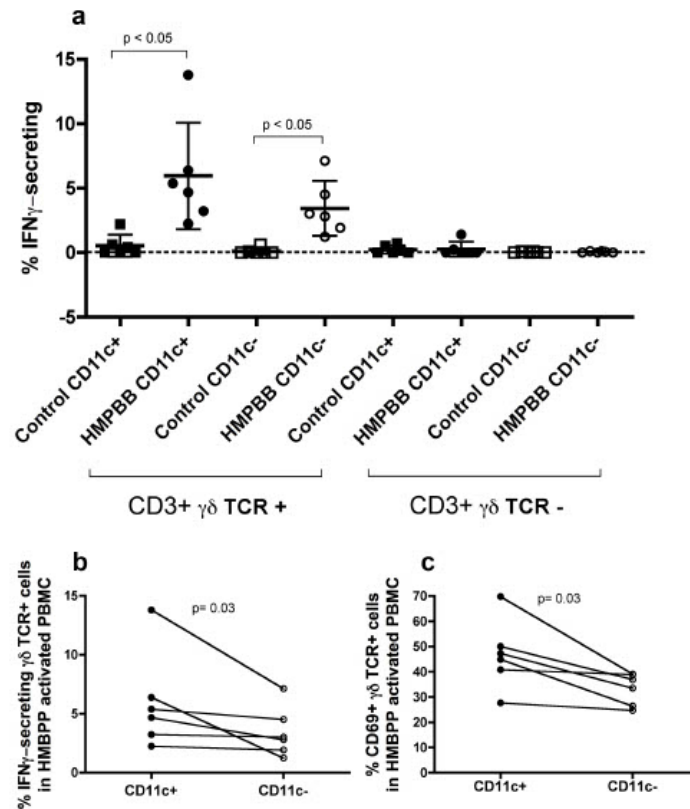 a
p < 0.05
p < 0.05
% IFNγ-secreting
15
10
5
0
-5
Control CD11c+
HMPBB CD11c+
Control CD11c-
HMPBB CD11c-
Control CD11c+
HMPBB CD11c+
Control CD11c-
HMPBB CD11c-
CD3+ γδ TCR +
CD3+ γδ TCR -
b
% IFNγ-secreting γδ TCR+ cells
in HMBPP activated PBMC
15
10
5
0
p= 0.03
CD11c+
CD11c-
c
% CD69+ γδ TCR+ cells
in HMBPP activated PBMC
70
60
50
40
30
20
10
0
p= 0.03
CD11c+
CD11c-